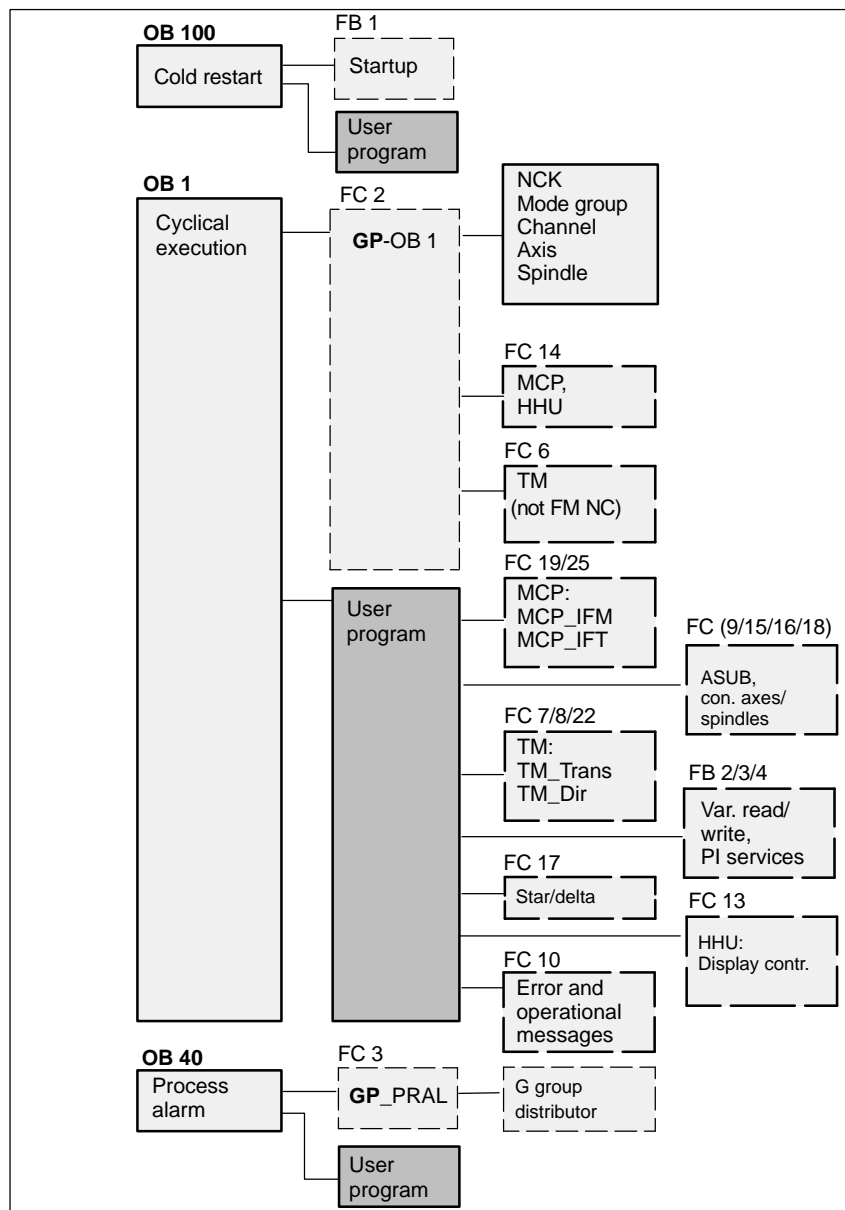 OB 100
FB 1
Cold restart
Startup
User
program
OB 1
FC 2
Cyclical
execution
GP-OB 1
NCK
Mode group
Channel
Axis
Spindle
FC 14
MCP,
HHU
FC 6
TM
(not FM NC)
User
program
FC 19/25
MCP:
MCP_IFM
MCP_IFT
FC (9/15/16/18)
ASUB,
con. axes/
spindles
FC 7/8/22
TM:
TM_Trans
TM_Dir
FB 2/3/4
Var. read/
write,
PI services
FC 17
Star/delta
FC 13
HHU:
Display contr.
FC 10
Error and
operational
messages
OB 40
FC 3
Process
alarm
GP_PRAL
G group
distributor
User
program